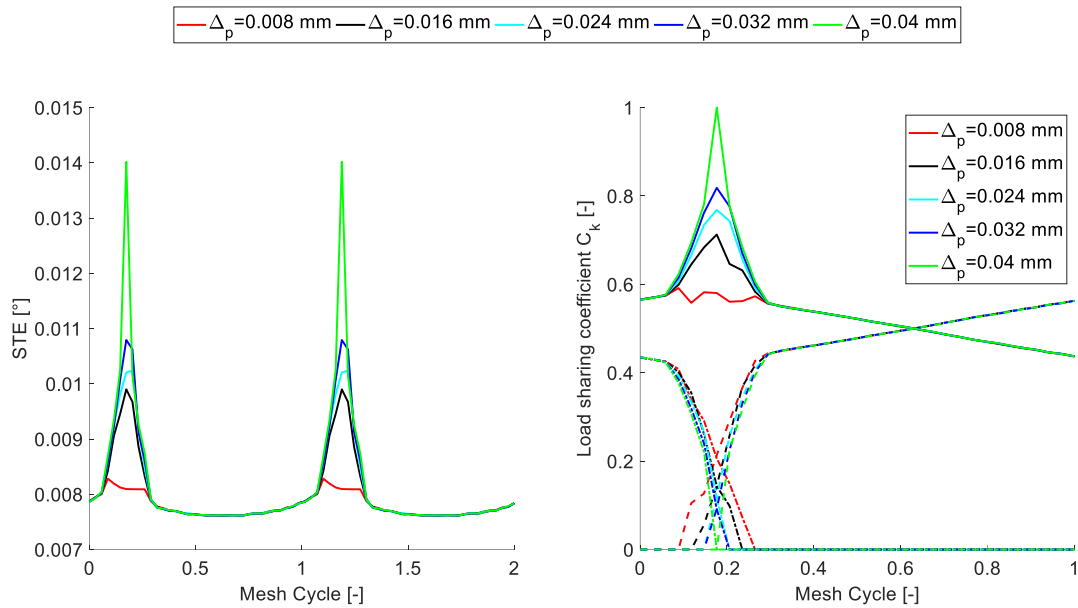 Δp=0.008 mm Δp=0.016 mm Δp=0.024 mm Δp=0.032 mm Δp=0.04 mm
STE [°]
0.015
0.014
0.013
0.012
0.011
0.01
0.009
0.008
0.007
0
0.5
1
1.5
2
Mesh Cycle [-]
Load sharing coefficient Ck [-]
1
0.8
0.6
0.4
0.2
0
0
0.2
0.4
0.6
0.8
1
Mesh Cycle [-]
Δp=0.008 mm
Δp=0.016 mm
Δp=0.024 mm
Δp=0.032 mm
Δp=0.04 mm